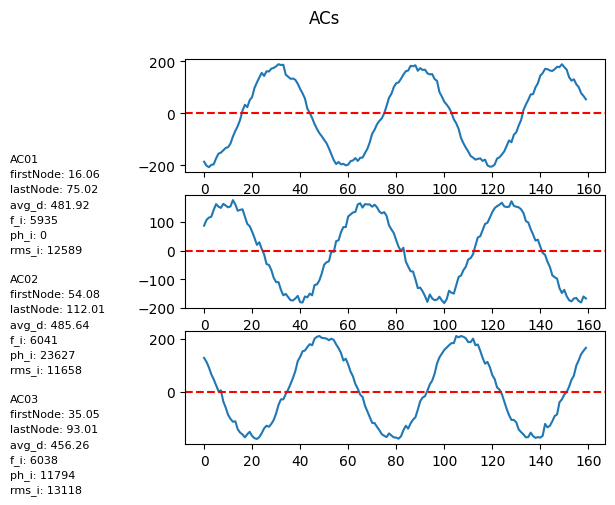 ACs
AC01
firstNode: 16.06
lastNode: 75.02
avg_d: 481.92
f_i: 5935
ph_i: 0
rms_i: 12589
AC02
firstNode: 54.08
lastNode: 112.01
avg_d: 485.64
f_i: 6041
ph_i: 23627
rms_i: 11658
AC03
firstNode: 35.05
lastNode: 93.01
avg_d: 456.26
f_i: 6038
ph_i: 11794
rms_i: 13118
200
0
−200
0 20 40 60 80 100 120 140 160
100
0
−100
−200
0 20 40 60 80 100 120 140 160
200
0
0 20 40 60 80 100 120 140 160